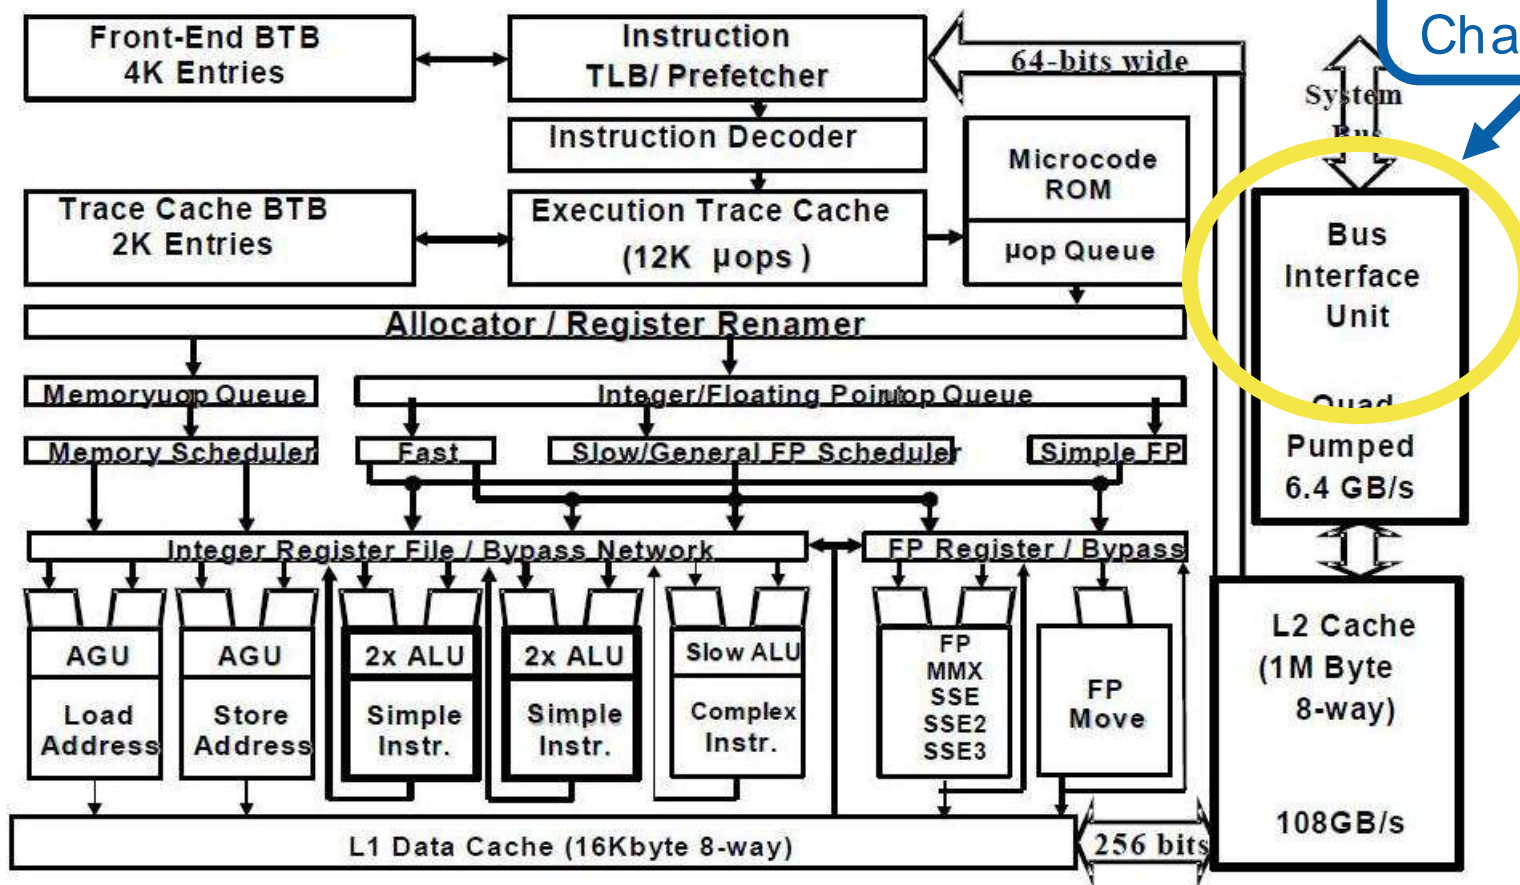 Front-End BTB
4K Entries
Instruction
TLB/ Prefetcher
64-bits wide
System
Bus
Instruction Decoder
Microcode
ROM
Trace Cache BTB
2K Entries
Execution Trace Cache
(12K µops )
µop Queue
Bus
Interface
Unit
Quad
Pumped
6.4 GB/s
Allocator / Register Renamer
Memory uop Queue
Integer/Floating Point uop Queue
Memory Scheduler
Fast
Slow/General FP Scheduler
Simple FP
Integer Register File / Bypass Network
FP Register / Bypass
AGU
Load
Address
AGU
Store
Address
2x ALU
Simple
Instr.
2x ALU
Simple
Instr.
Slow ALU
Complex
Instr.
FP
MMX
SSE
SSE2
SSE3
FP
Move
L2 Cache
(1M Byte
8-way)
108GB/s
L1 Data Cache (16Kbyte 8-way)
256 bits